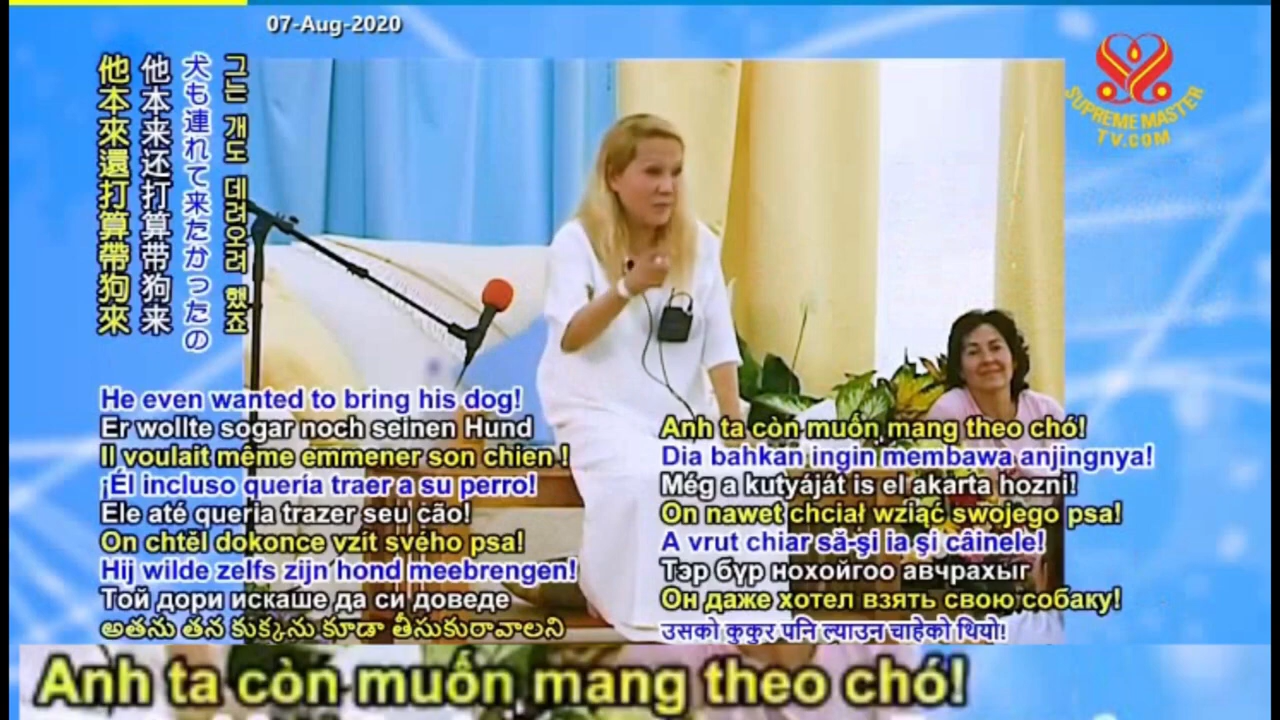 07-Aug-2020
SUPREME MASTER
TV.COM
그는 개도 데려오려 했죠
犬も連れて来たかったの
他本来还打算带狗来
他本來還打算帶狗來
He even wanted to bring his dog!
Er wollte sogar noch seinen Hund
Il voulait même emmener son chien !
¡Él incluso quería traer a su perro!
Ele até queria trazer seu cão!
On chtěl dokonce vzít svého psa!
Hij wilde zelfs zijn hond meebrengen!
Той дори искаше да си доведе
అతను తన కుక్కను కూడా తీసుకురావాలని
Anh ta còn muốn mang theo chó!
Dia bahkan ingin membawa anjingnya!
Még a kutyáját is el akarta hozni!
On nawet chciał wziąć swojego psa!
A vrut chiar să-şi ia şi câinele!
Тэр бүр нохойгоо авчрахыг
Он даже хотел взять свою собаку!
उसको कुकुर पनि ल्याउन चाहेको थियो!
Anh ta còn muốn mang theo chó!